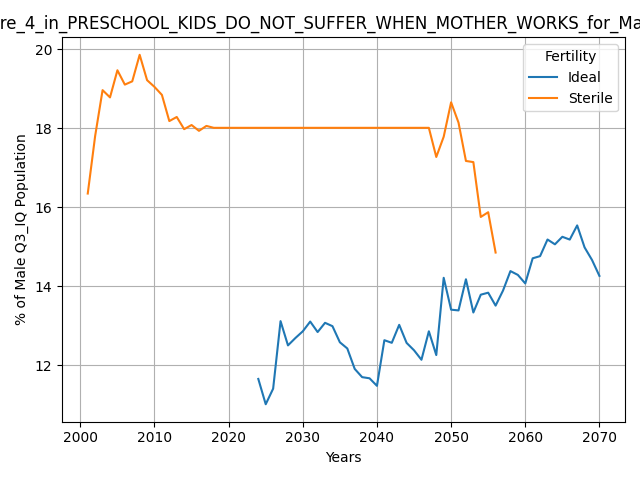 re_4_in_PRESCHOOL_KIDS_DO_NOT_SUFFER_WHEN_MOTHER_WORKS_for_Ma
Fertility
Ideal
Sterile
% of Male Q3_IQ Population
20
18
16
14
12
2000 2010 2020 2030 2040 2050 2060 2070
Years